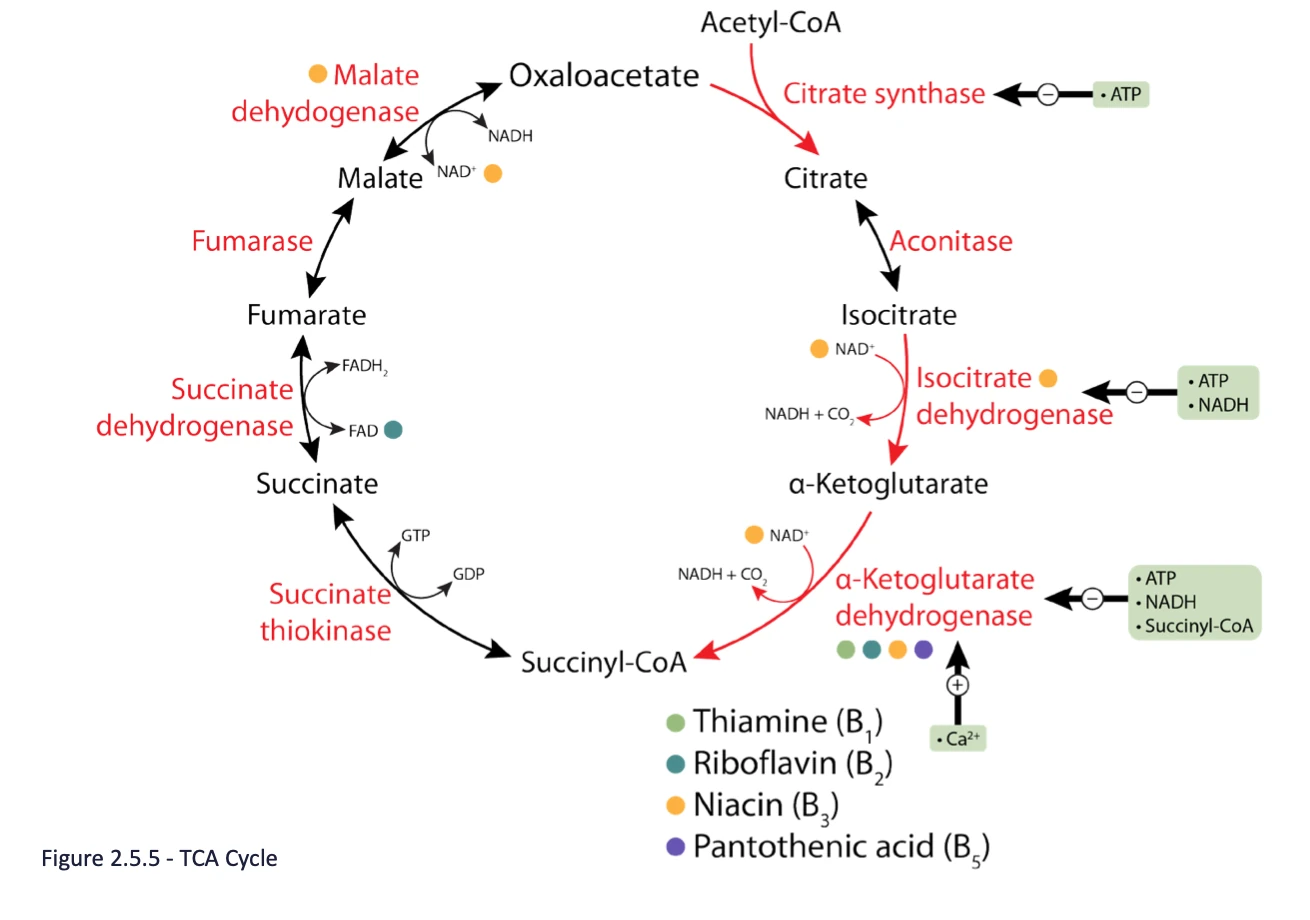 Acetyl-CoA
Oxaloacetate
Malate
dehydogenase
Citrate synthase
• ATP
NADH
NAD⁺
Malate
Citrate
Fumarase
Aconitase
Fumarate
Isocitrate
FADH₂
FAD
Succinate
dehydrogenase
NAD⁺
NADH + CO₂
Isocitrate
dehydrogenase
• ATP
• NADH
Succinate
α-Ketoglutarate
GTP
GDP
Succinate
thiokinase
NAD⁺
NADH + CO₂
α-Ketoglutarate
dehydrogenase
• ATP
• NADH
• Succinyl-CoA
Succinyl-CoA
+
• Ca²⁺
Thiamine (B₁)
Riboflavin (B₂)
Niacin (B₃)
Pantothenic acid (B₅)
Figure 2.5.5 - TCA Cycle